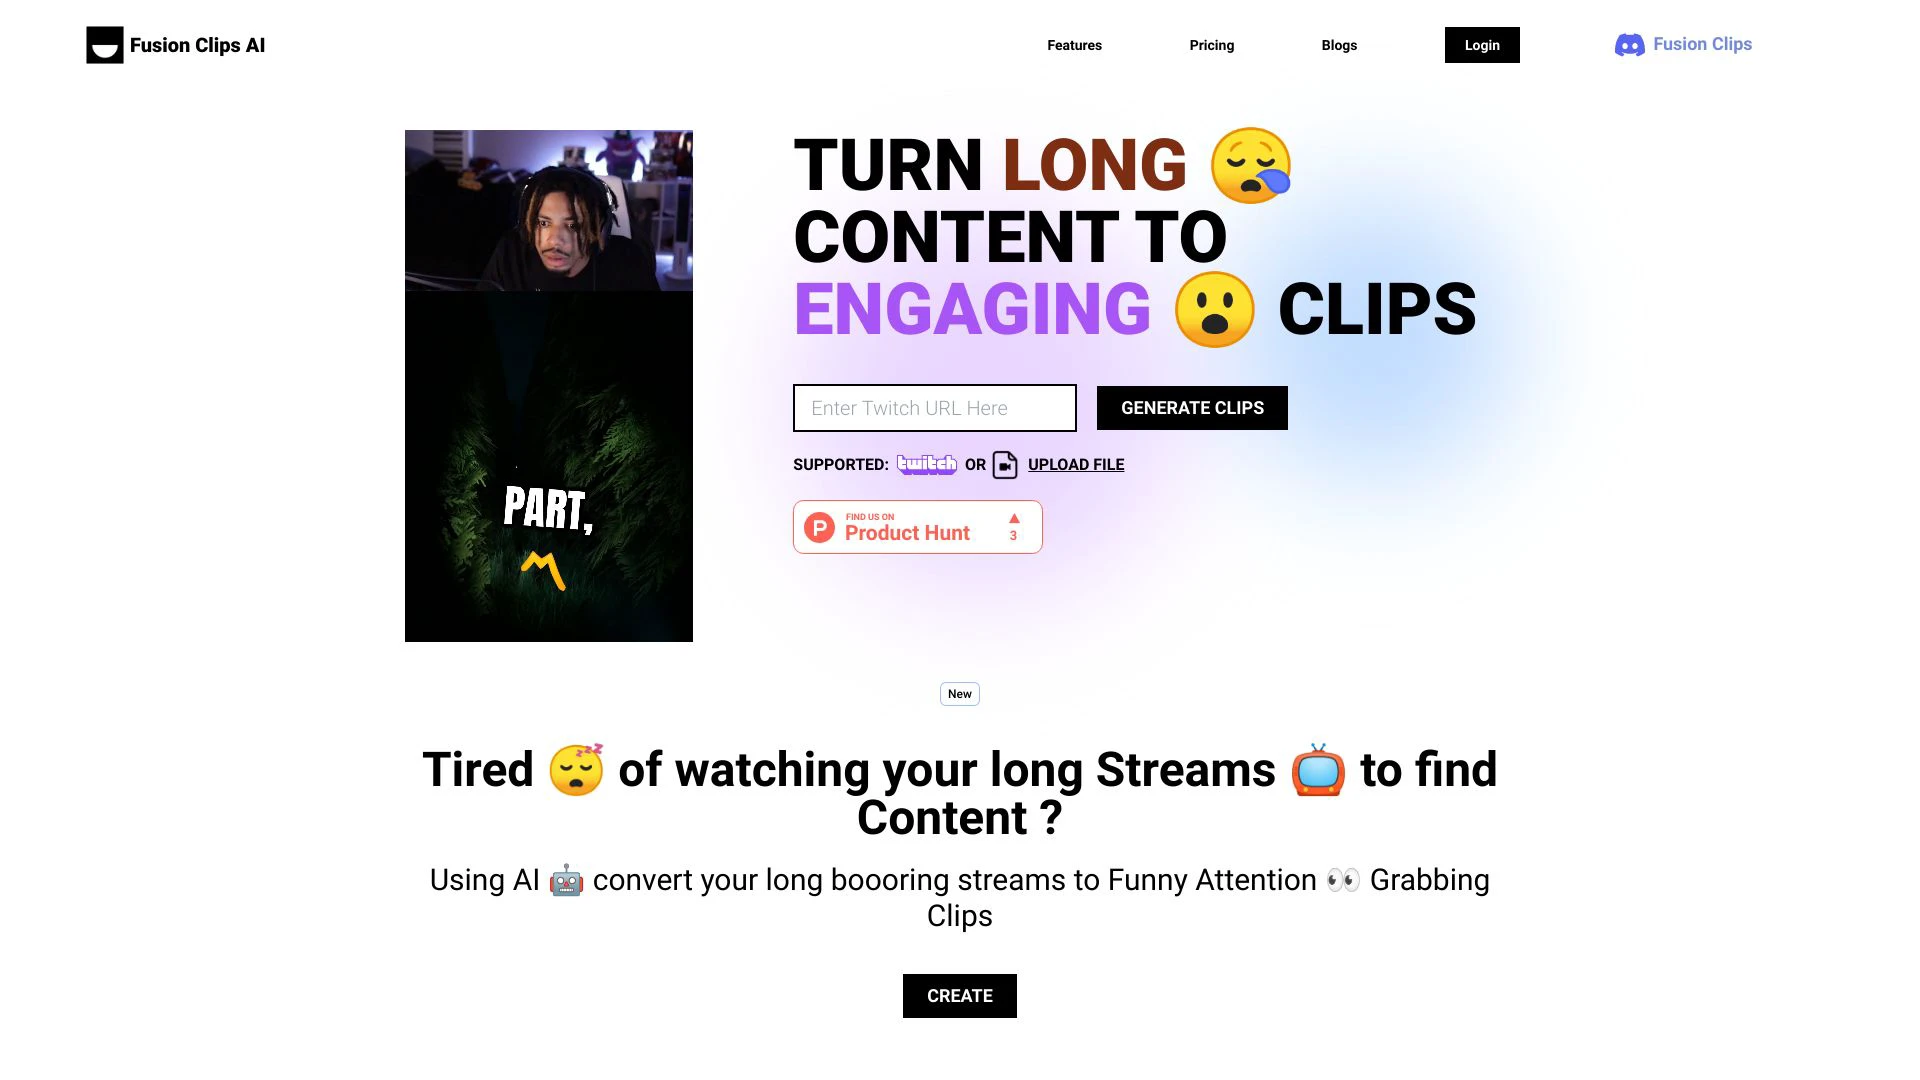 Fusion Clips AI
Features
Pricing
Blogs
Login
Fusion Clips
TURN LONG 😪
CONTENT TO
ENGAGING 😮 CLIPS
Enter Twitch URL Here
GENERATE CLIPS
SUPPORTED: twitch OR UPLOAD FILE
FIND US ON
Product Hunt
▲
3
PART,
New
Tired 😴 of watching your long Streams 📺 to find
Content ?
Using AI 🤖 convert your long boooring streams to Funny Attention 👀 Grabbing
Clips
CREATE